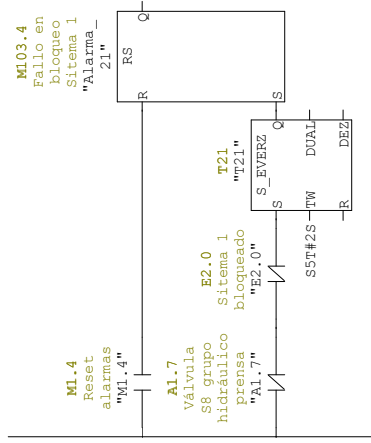 M103.4
Fallo en
bloqueo
Sitema 1
"Alarma_
21"
RS
R
S
Q
T21
"T21"
S_EVERZ
S
Q
TW
DUAL
R
DEZ
S5T#2S
E2.0
Sitema 1
bloqueado
"E2.0"
M1.4
Reset
alarmas
"M1.4"
A1.7
Válvula
S8 grupo
hidráulico
prensa
"A1.7"